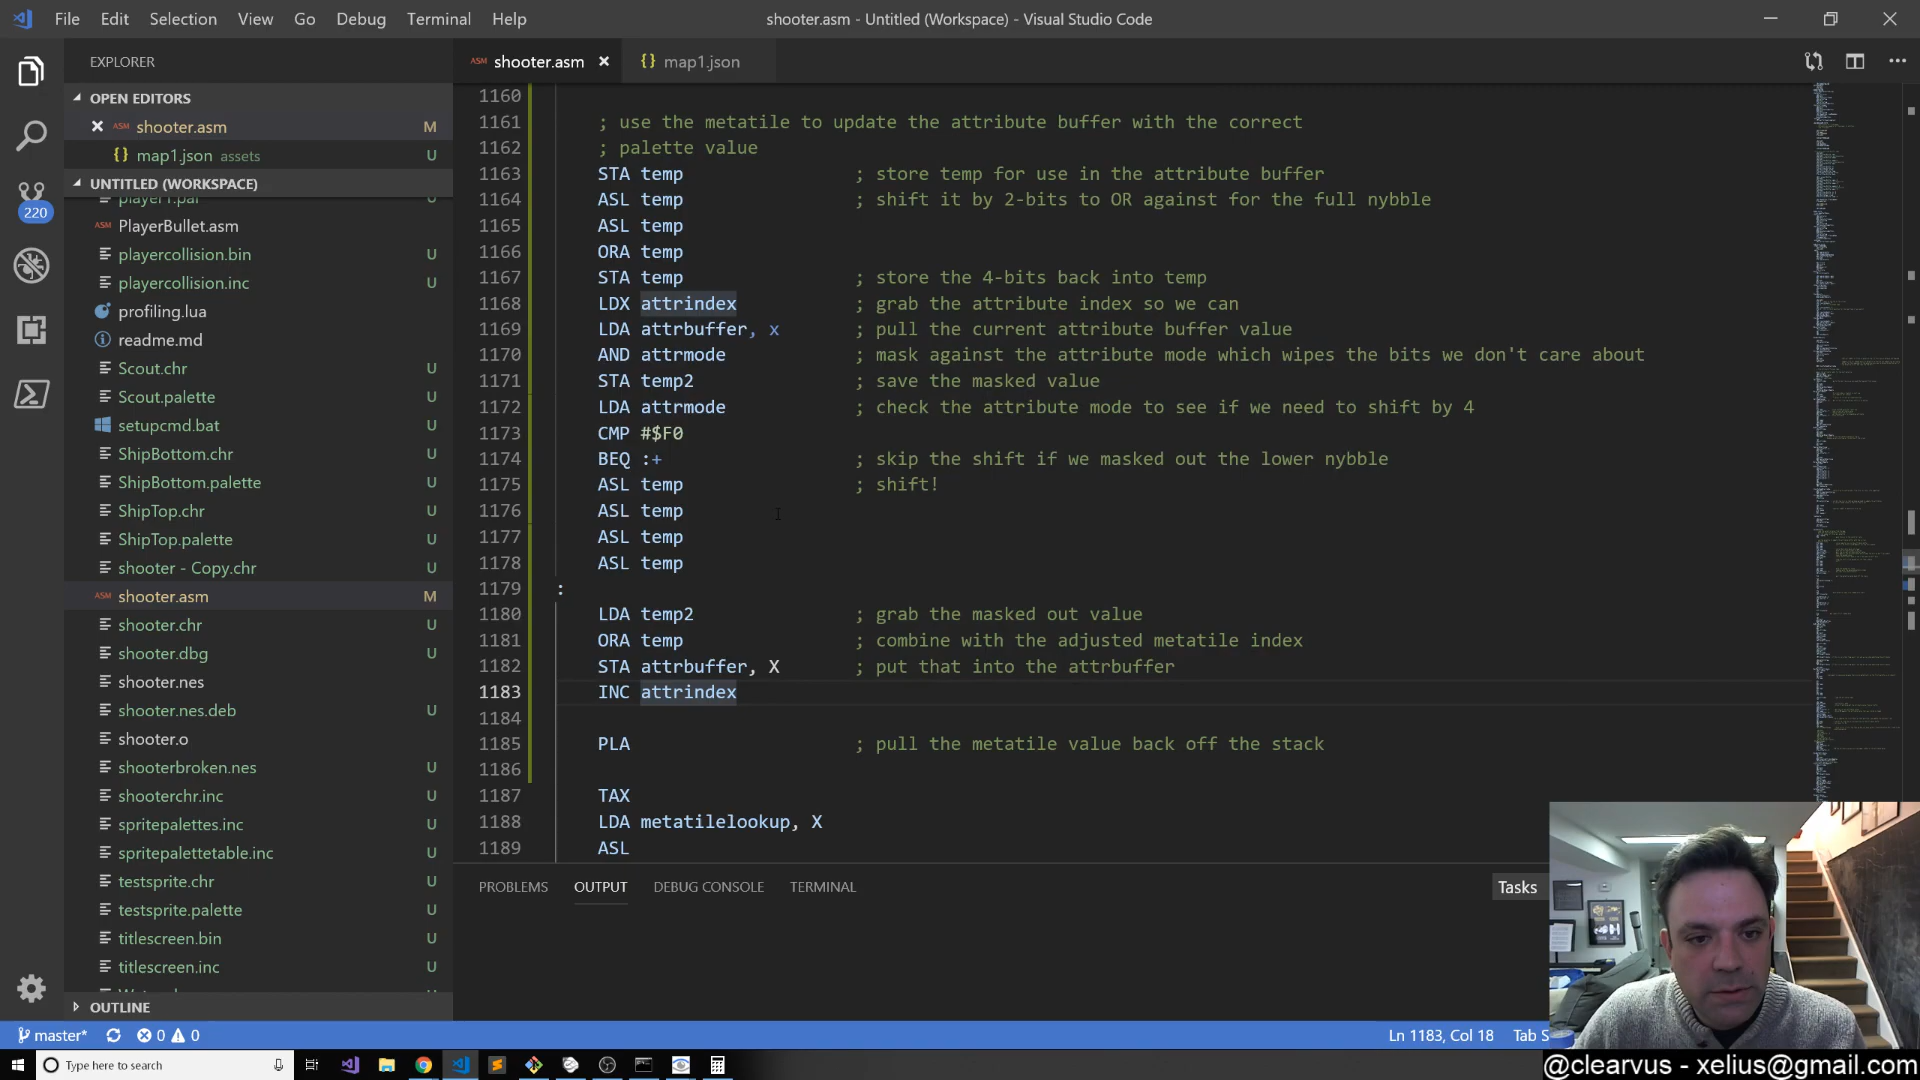 File Edit Selection View Go Debug Terminal Help
shooter.asm - Untitled (Workspace) - Visual Studio Code
EXPLORER
OPEN EDITORS
shooter.asm M
map1.json assets U
UNTITLED (WORKSPACE)
player1.pal U
PlayerBullet.asm
playercollision.bin U
playercollision.inc U
profiling.lua
readme.md
Scout.chr U
Scout.palette U
setupcmd.bat U
ShipBottom.chr U
ShipBottom.palette U
ShipTop.chr U
ShipTop.palette U
shooter - Copy.chr U
shooter.asm M
shooter.chr U
shooter.dbg U
shooter.nes
shooter.nes.deb U
shooter.o
shooterbroken.nes U
shooterchr.inc U
spritepalettes.inc U
spritepalettetable.inc U
testsprite.chr U
testsprite.palette U
titlescreen.bin U
titlescreen.inc U
OUTLINE
220
shooter.asm
map1.json
1160
1161 ; use the metatile to update the attribute buffer with the correct
1162 ; palette value
1163 STA temp ; store temp for use in the attribute buffer
1164 ASL temp ; shift it by 2-bits to OR against for the full nybble
1165 ASL temp
1166 ORA temp
1167 STA temp ; store the 4-bits back into temp
1168 LDX attrindex ; grab the attribute index so we can
1169 LDA attrbuffer, x ; pull the current attribute buffer value
1170 AND attrmode ; mask against the attribute mode which wipes the bits we don't care about
1171 STA temp2 ; save the masked value
1172 LDA attrmode ; check the attribute mode to see if we need to shift by 4
1173 CMP #$F0
1174 BEQ :+ ; skip the shift if we masked out the lower nybble
1175 ASL temp ; shift!
1176 ASL temp
1177 ASL temp
1178 ASL temp
1179 :
1180 LDA temp2 ; grab the masked out value
1181 ORA temp ; combine with the adjusted metatile index
1182 STA attrbuffer, X ; put that into the attrbuffer
1183 INC attrindex
1184
1185 PLA ; pull the metatile value back off the stack
1186
1187 TAX
1188 LDA metatilelookup, X
1189 ASL
PROBLEMS OUTPUT DEBUG CONSOLE TERMINAL
Tasks
master* 0 0
Ln 1183, Col 18 Tab S
Type here to search
@clearvus - xelius@gmail.com